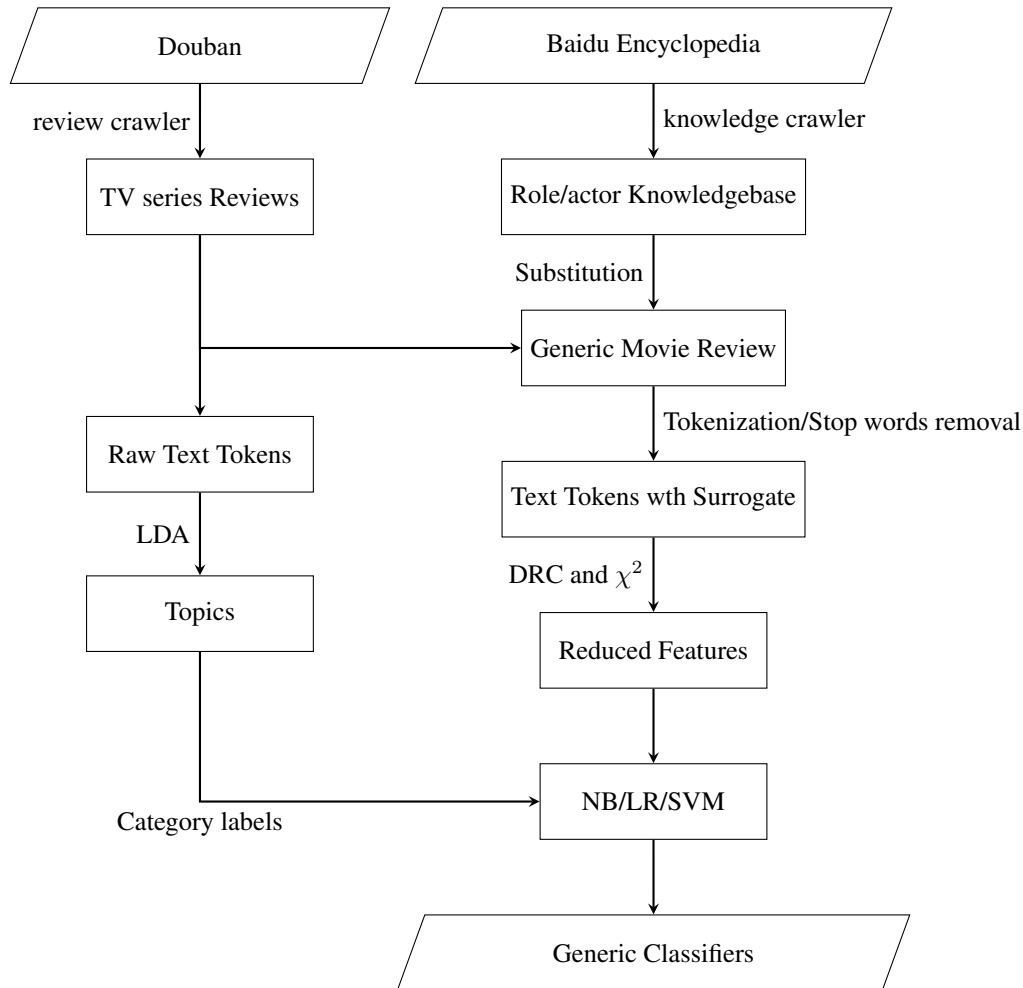 Douban
Baidu Encyclopedia
review crawler
knowledge crawler
TV series Reviews
Role/actor Knowledgebase
Substitution
Generic Movie Review
Tokenization/Stop words removal
Raw Text Tokens
Text Tokens wth Surrogate
LDA
DRC and χ²
Topics
Reduced Features
NB/LR/SVM
Category labels
Generic Classifiers